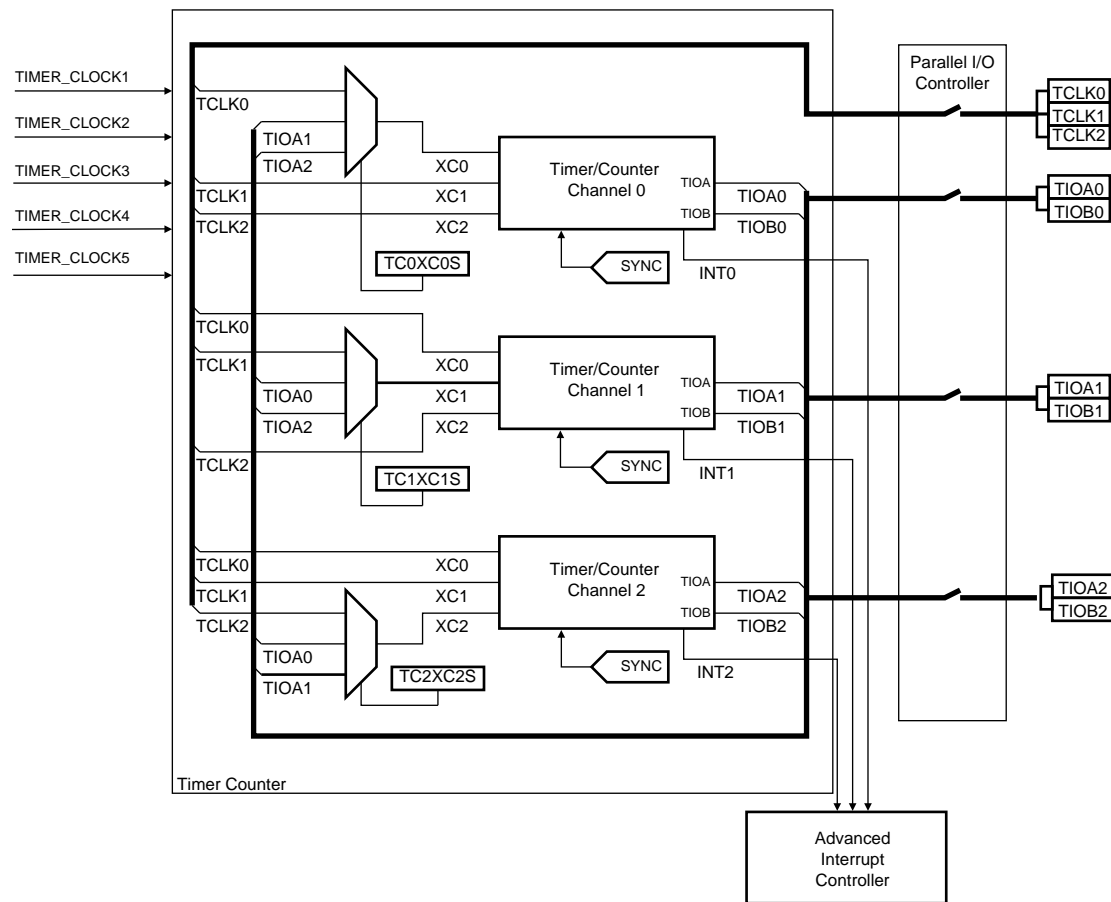 TIMER_CLOCK1
TIMER_CLOCK2
TIMER_CLOCK3
TIMER_CLOCK4
TIMER_CLOCK5
TCLK0
TIOA1
TIOA2
TCLK1
TCLK2
XC0
XC1
XC2
TC0XC0S
Timer/Counter
Channel 0
TIOA
TIOB
TIOA0
TIOB0
SYNC
INT0
TCLK0
TCLK1
TIOA0
TIOA2
TCLK2
XC0
XC1
XC2
TC1XC1S
Timer/Counter
Channel 1
TIOA
TIOB
TIOA1
TIOB1
SYNC
INT1
TCLK0
TCLK1
TCLK2
TIOA0
TIOA1
XC0
XC1
XC2
TC2XC2S
Timer/Counter
Channel 2
TIOA
TIOB
TIOA2
TIOB2
SYNC
INT2
Timer Counter
Parallel I/O
Controller
TCLK0
TCLK1
TCLK2
TIOA0
TIOB0
TIOA1
TIOB1
TIOA2
TIOB2
Advanced
Interrupt
Controller